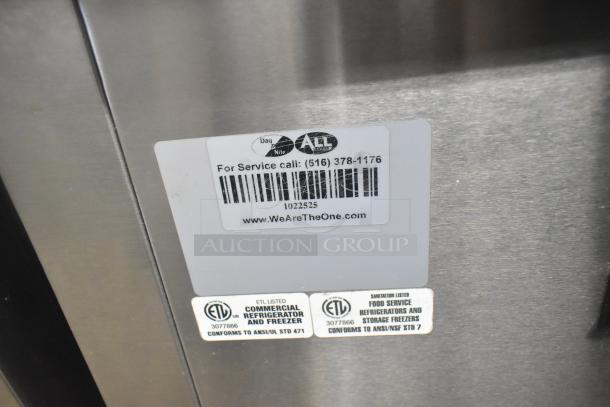 Day
Nite
ALL
For Service call: (516) 378-1176
1022525
www.WeAreTheOne.com
AUCTION GROUP
ETL
3077866
ETL LISTED
COMMERCIAL
REFRIGERATOR
AND FREEZER
CONFORMS TO ANSI/UL STD 471
ETL
3077866
SANITATION LISTED
FOOD SERVICE
REFRIGERATORS AND
STORAGE FREEZERS
CONFORMS TO ANSI/NSF STD 7